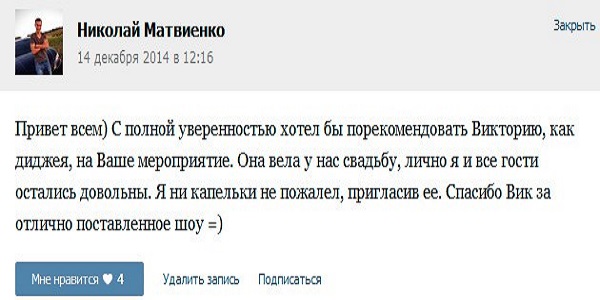 Николай Матвиенко
Закрыть
14 декабря 2014 в 12:16
Привет всем) С полной уверенностью хотел бы порекомендовать Викторию, как
диджея, на Ваше мероприятие. Она вела у нас свадьбу, лично я и все гости
остались довольны. Я ни капельки не пожалел, пригласив ее. Спасибо Вик за
отлично поставленное шоу =)
Мне нравится ♥ 4 Удалить запись Подписаться